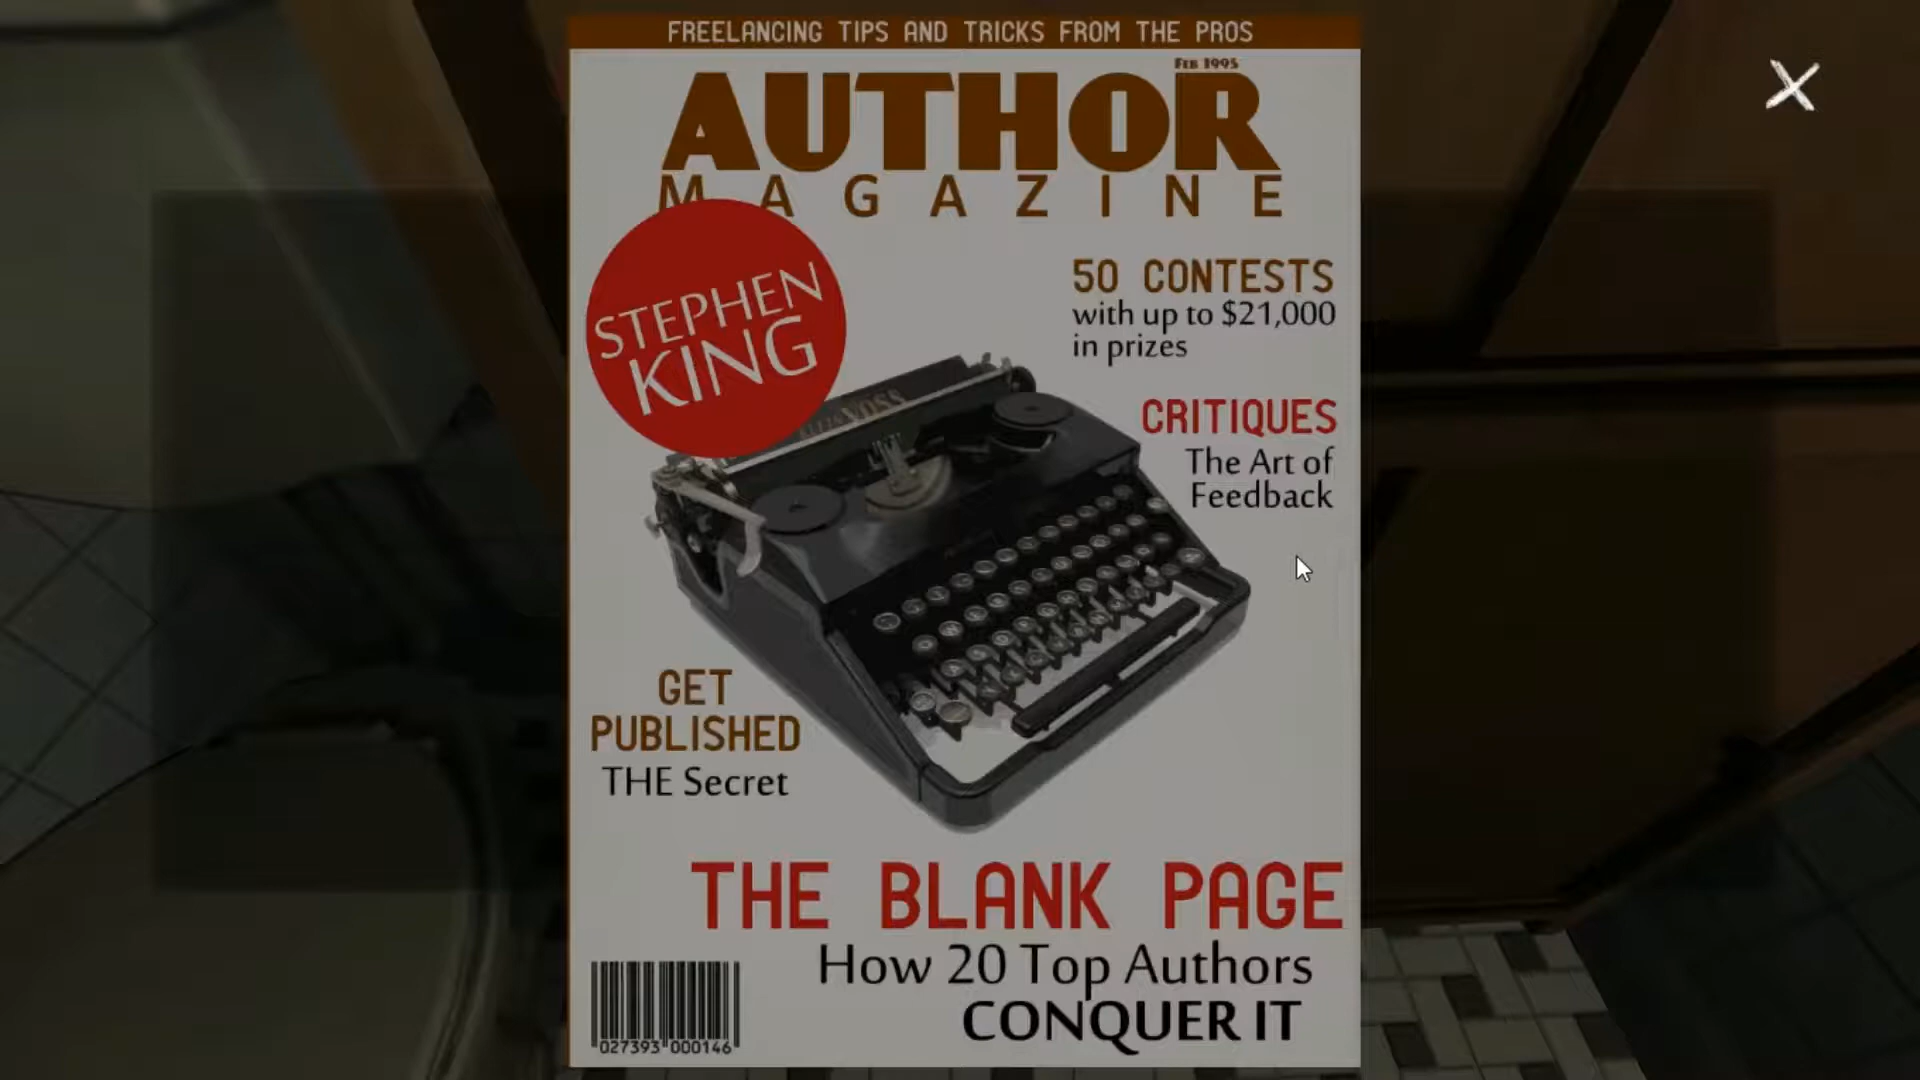 FREELANCING TIPS AND TRICKS FROM THE PROS
FEB 1995
AUTHOR
MAGAZINE
STEPHEN
KING
50 CONTESTS
with up to $21,000
in prizes
CRITIQUES
The Art of
Feedback
GET
PUBLISHED
THE Secret
THE BLANK PAGE
How 20 Top Authors
CONQUER IT
027393 000146